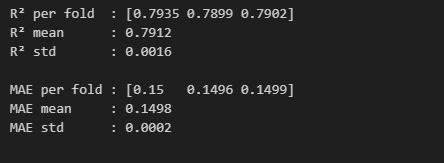 R² per fold  : [0.7935 0.7899 0.7902]
R² mean      : 0.7912
R² std       : 0.0016
MAE per fold : [0.15   0.1496 0.1499]
MAE mean     : 0.1498
MAE std      : 0.0002